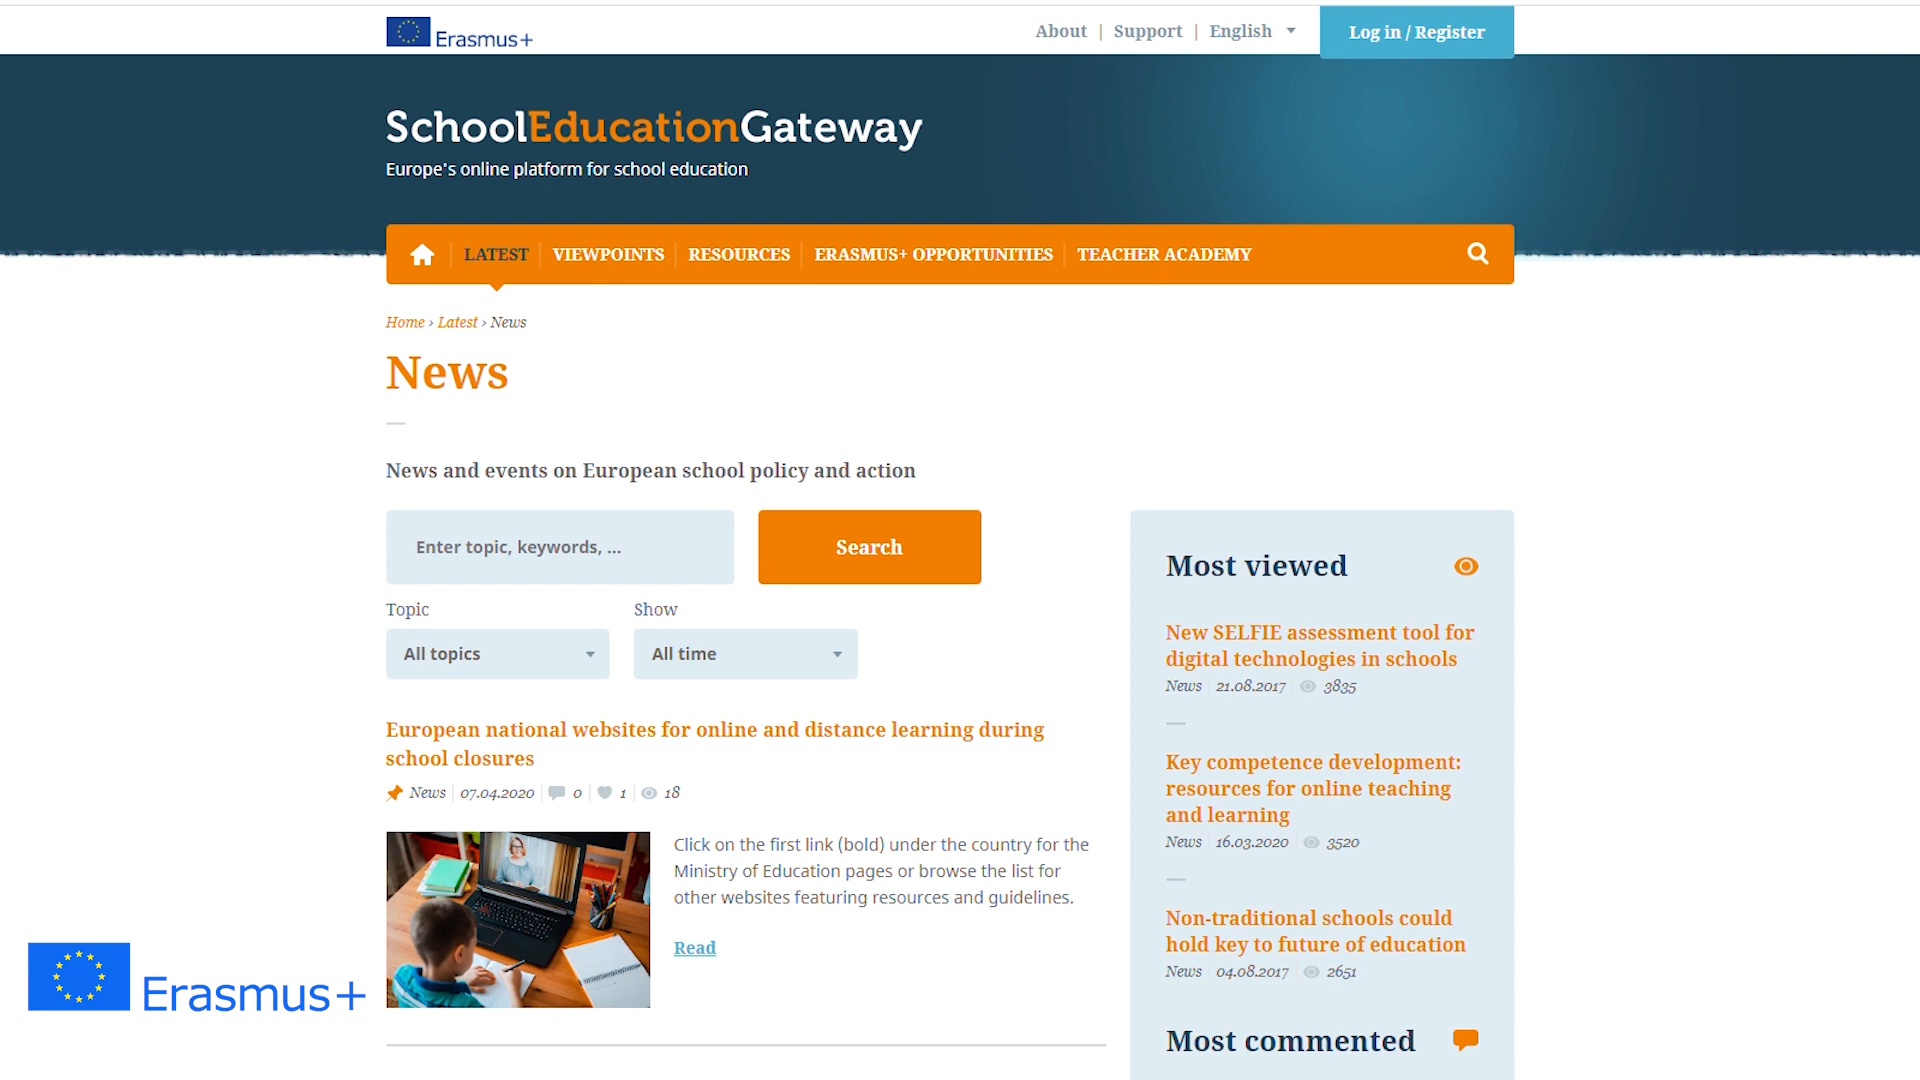 Erasmus+
About | Support | English
Log in / Register
SchoolEducationGateway
Europe's online platform for school education
LATEST
VIEWPOINTS
RESOURCES
ERASMUS+ OPPORTUNITIES
TEACHER ACADEMY
Home › Latest › News
News
News and events on European school policy and action
Enter topic, keywords, ...
Search
Topic
Show
All topics
All time
European national websites for online and distance learning during
school closures
News 07.04.2020 0 1 18
Click on the first link (bold) under the country for the
Ministry of Education pages or browse the list for
other websites featuring resources and guidelines.
Read
Most viewed
New SELFIE assessment tool for
digital technologies in schools
News 21.08.2017 3835
Key competence development:
resources for online teaching
and learning
News 16.03.2020 3520
Non-traditional schools could
hold key to future of education
News 04.08.2017 2651
Most commented
Erasmus+